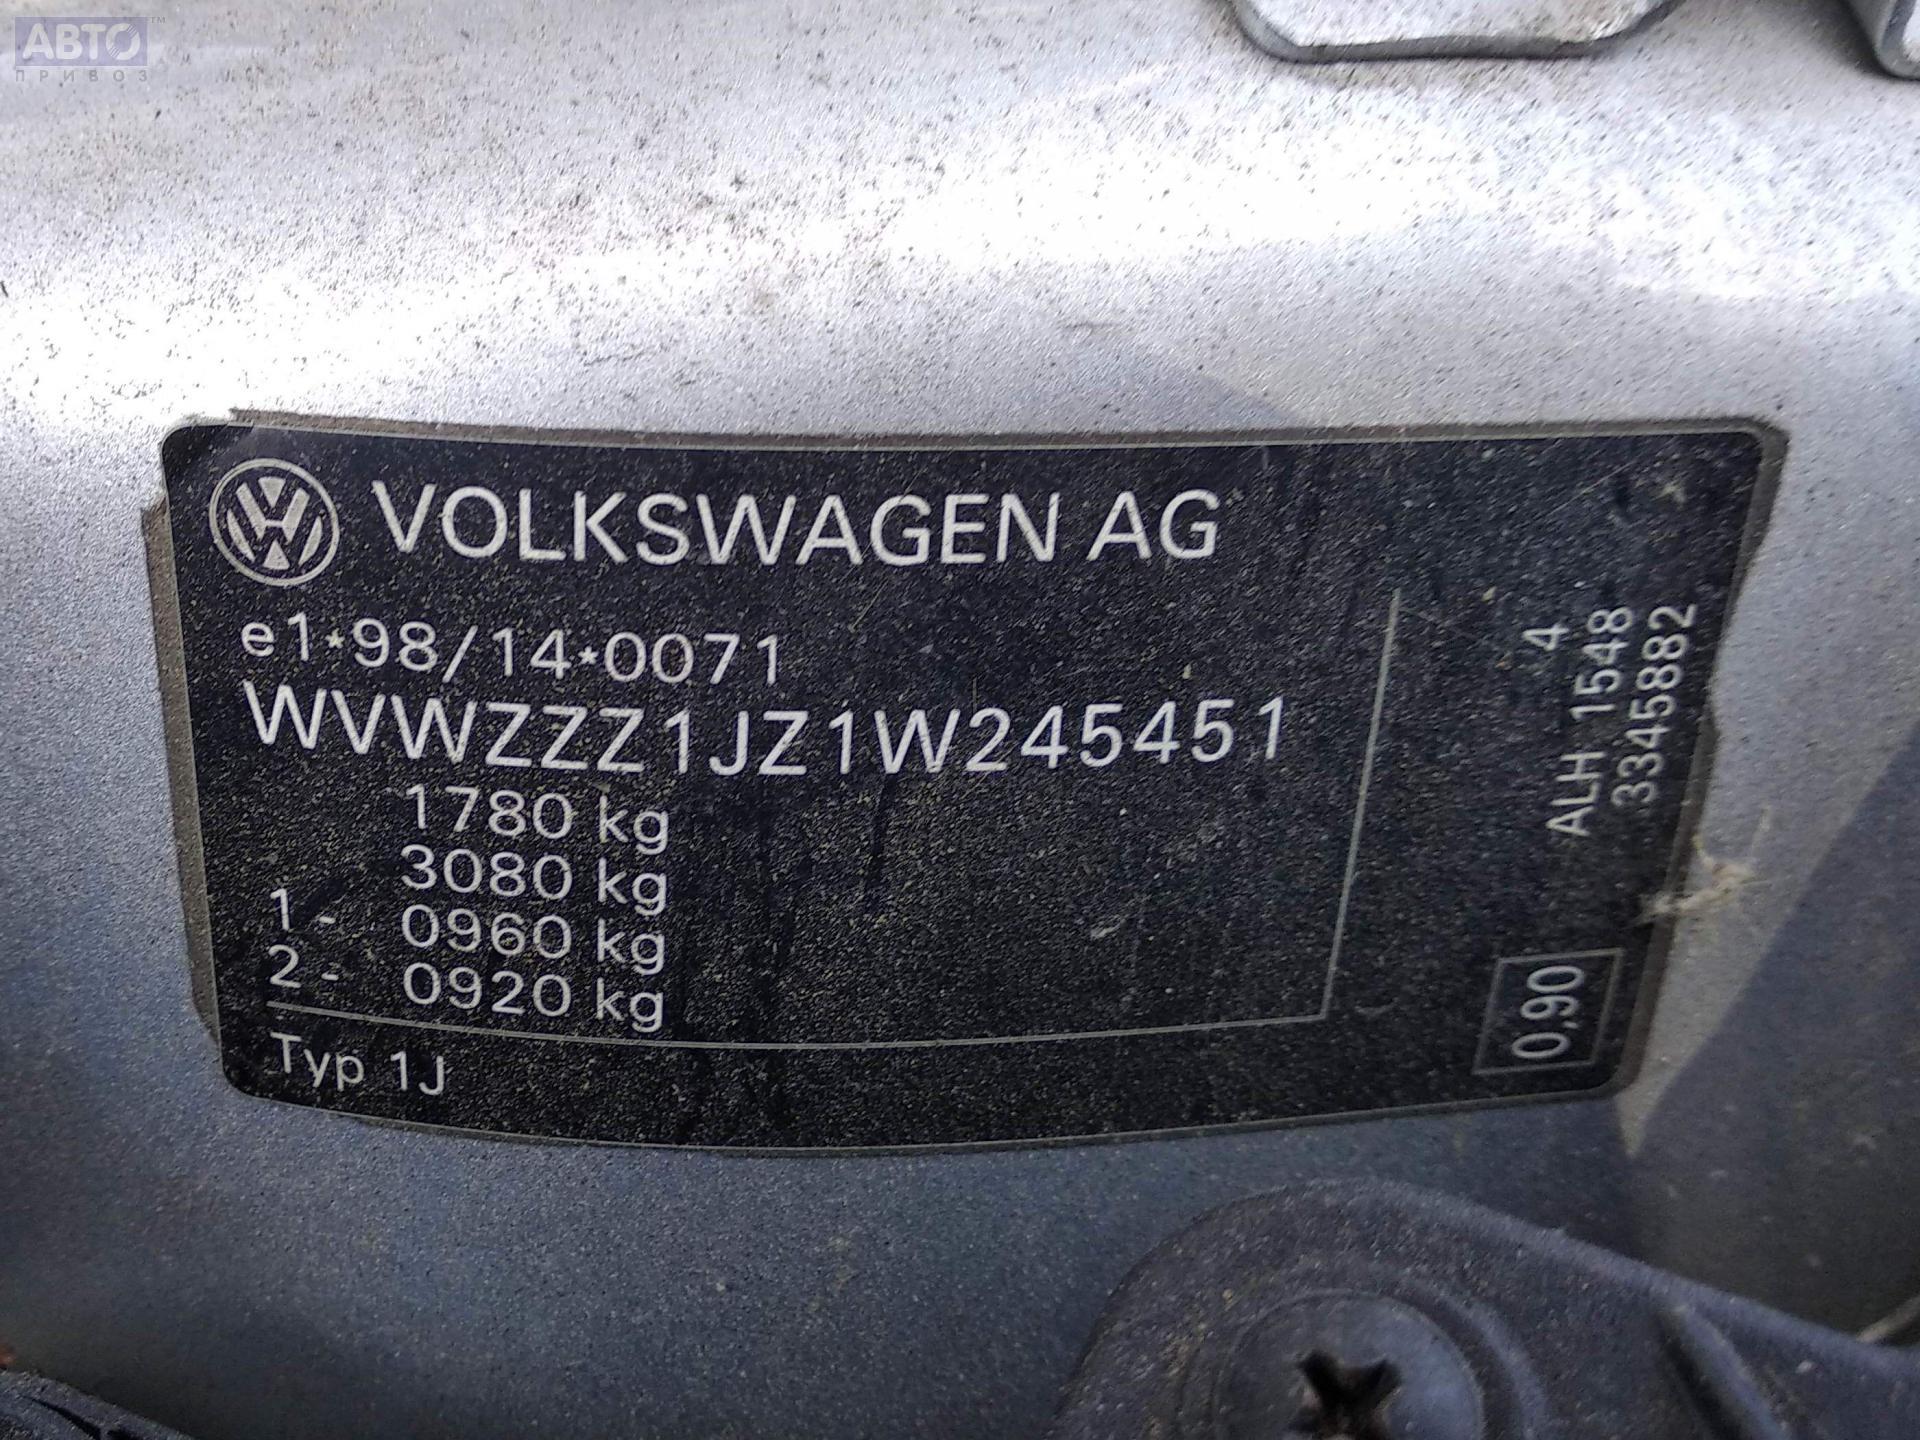 АВТО™
ПРИВОЗ
VOLKSWAGEN AG
e1*98/14*0071
WVWZZZ1JZ1W245451
1780 kg
3080 kg
1 - 0960 kg
2 - 0920 kg
Typ 1J
4
ALH 1548
3345882
0,90